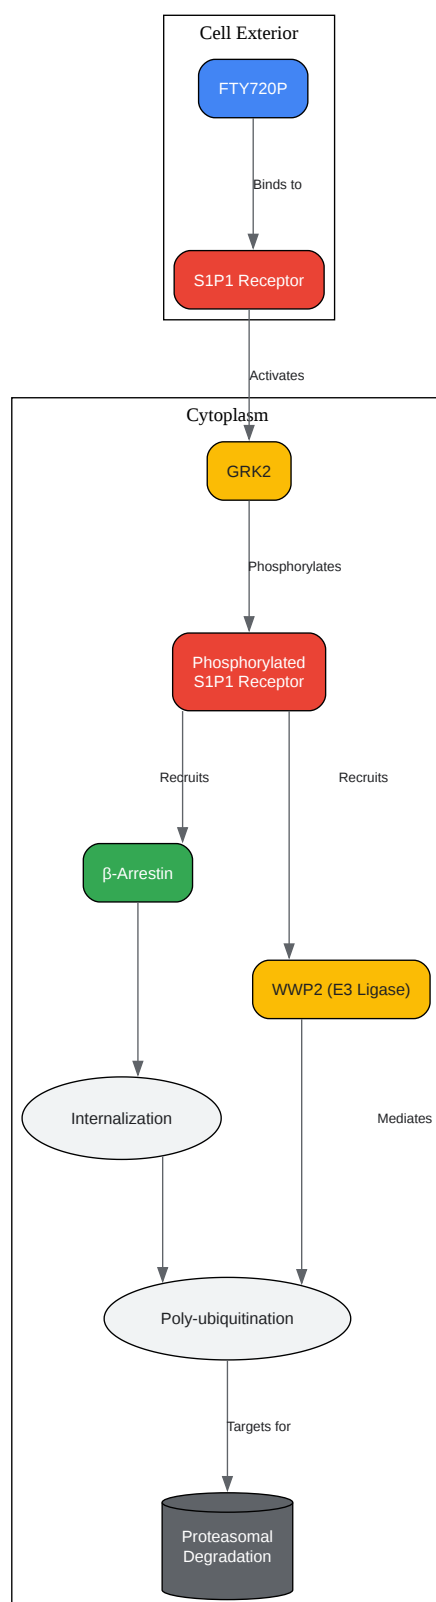 Cell Exterior
FTY720P
Binds to
S1P1 Receptor
Activates
Cytoplasm
GRK2
Phosphorylates
Phosphorylated
S1P1 Receptor
Recruits
Recruits
β-Arrestin
WWP2 (E3 Ligase)
Internalization
Mediates
Poly-ubiquitination
Targets for
Proteasomal
Degradation